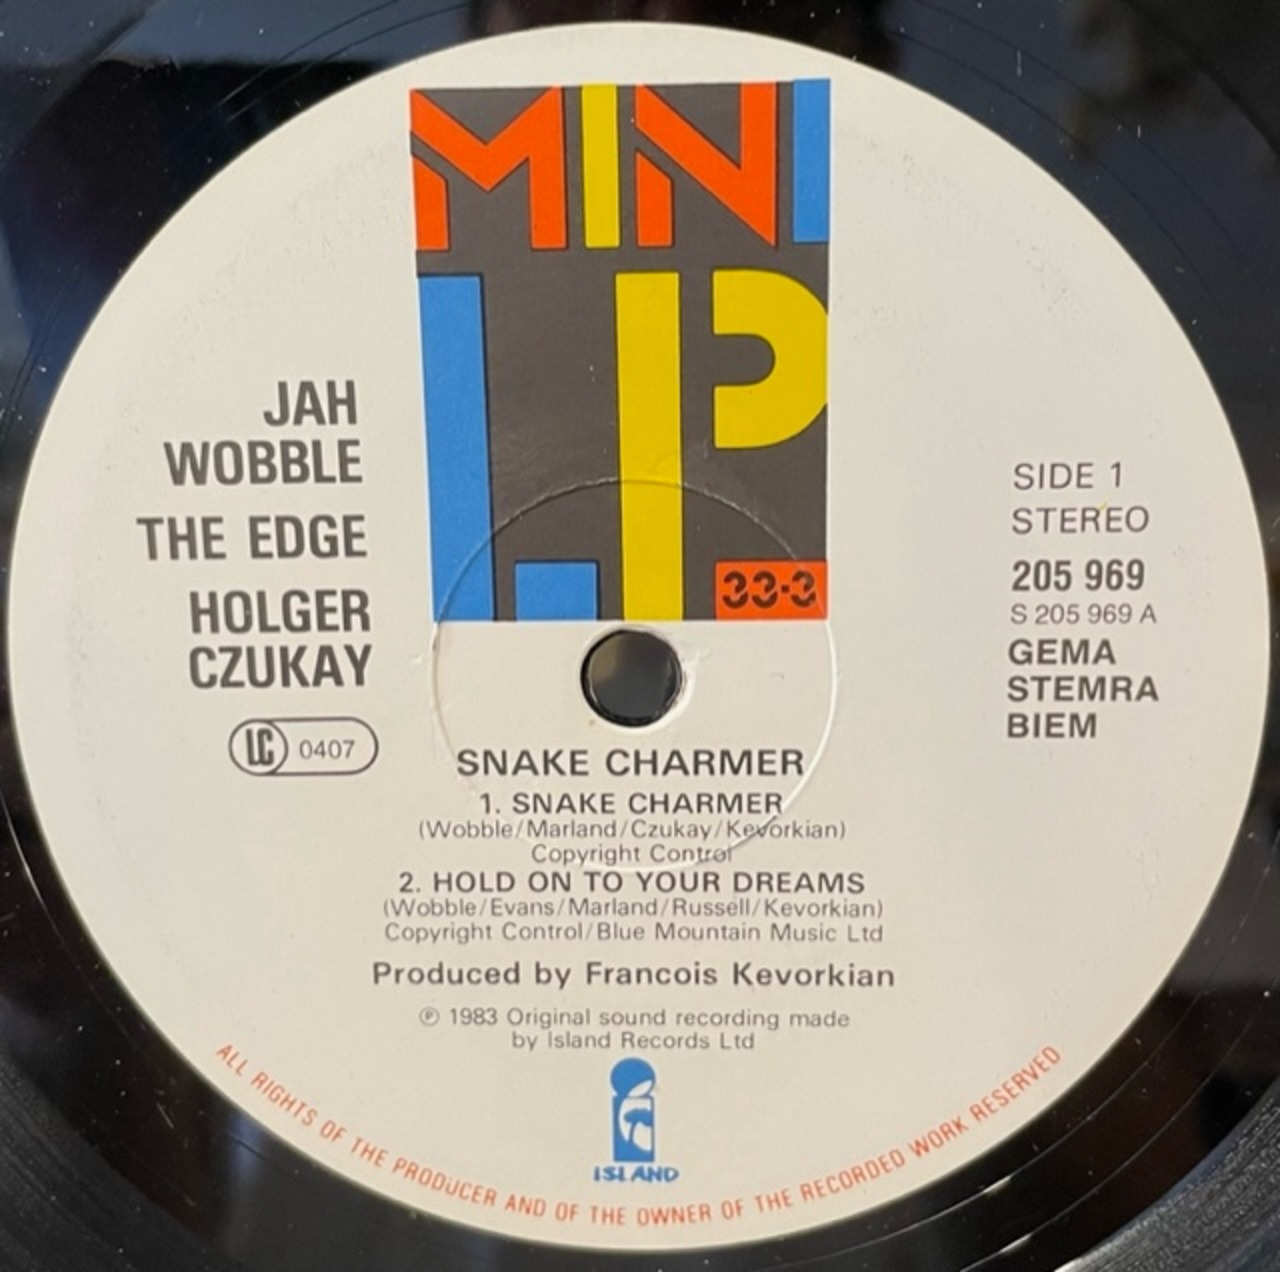 MINI
LP
33·3
JAH
WOBBLE
THE EDGE
HOLGER
CZUKAY
LC 0407
SIDE 1
STEREO
205 969
S 205 969 A
GEMA
STEMRA
BIEM
SNAKE CHARMER
1. SNAKE CHARMER
(Wobble/Marland/Czukay/Kevorkian)
Copyright Control
2. HOLD ON TO YOUR DREAMS
(Wobble/Evans/Marland/Russell/Kevorkian)
Copyright Control/Blue Mountain Music Ltd
Produced by Francois Kevorkian
℗ 1983 Original sound recording made
by Island Records Ltd
ISLAND
ALL RIGHTS OF THE PRODUCER AND OF THE OWNER OF THE RECORDED WORK RESERVED